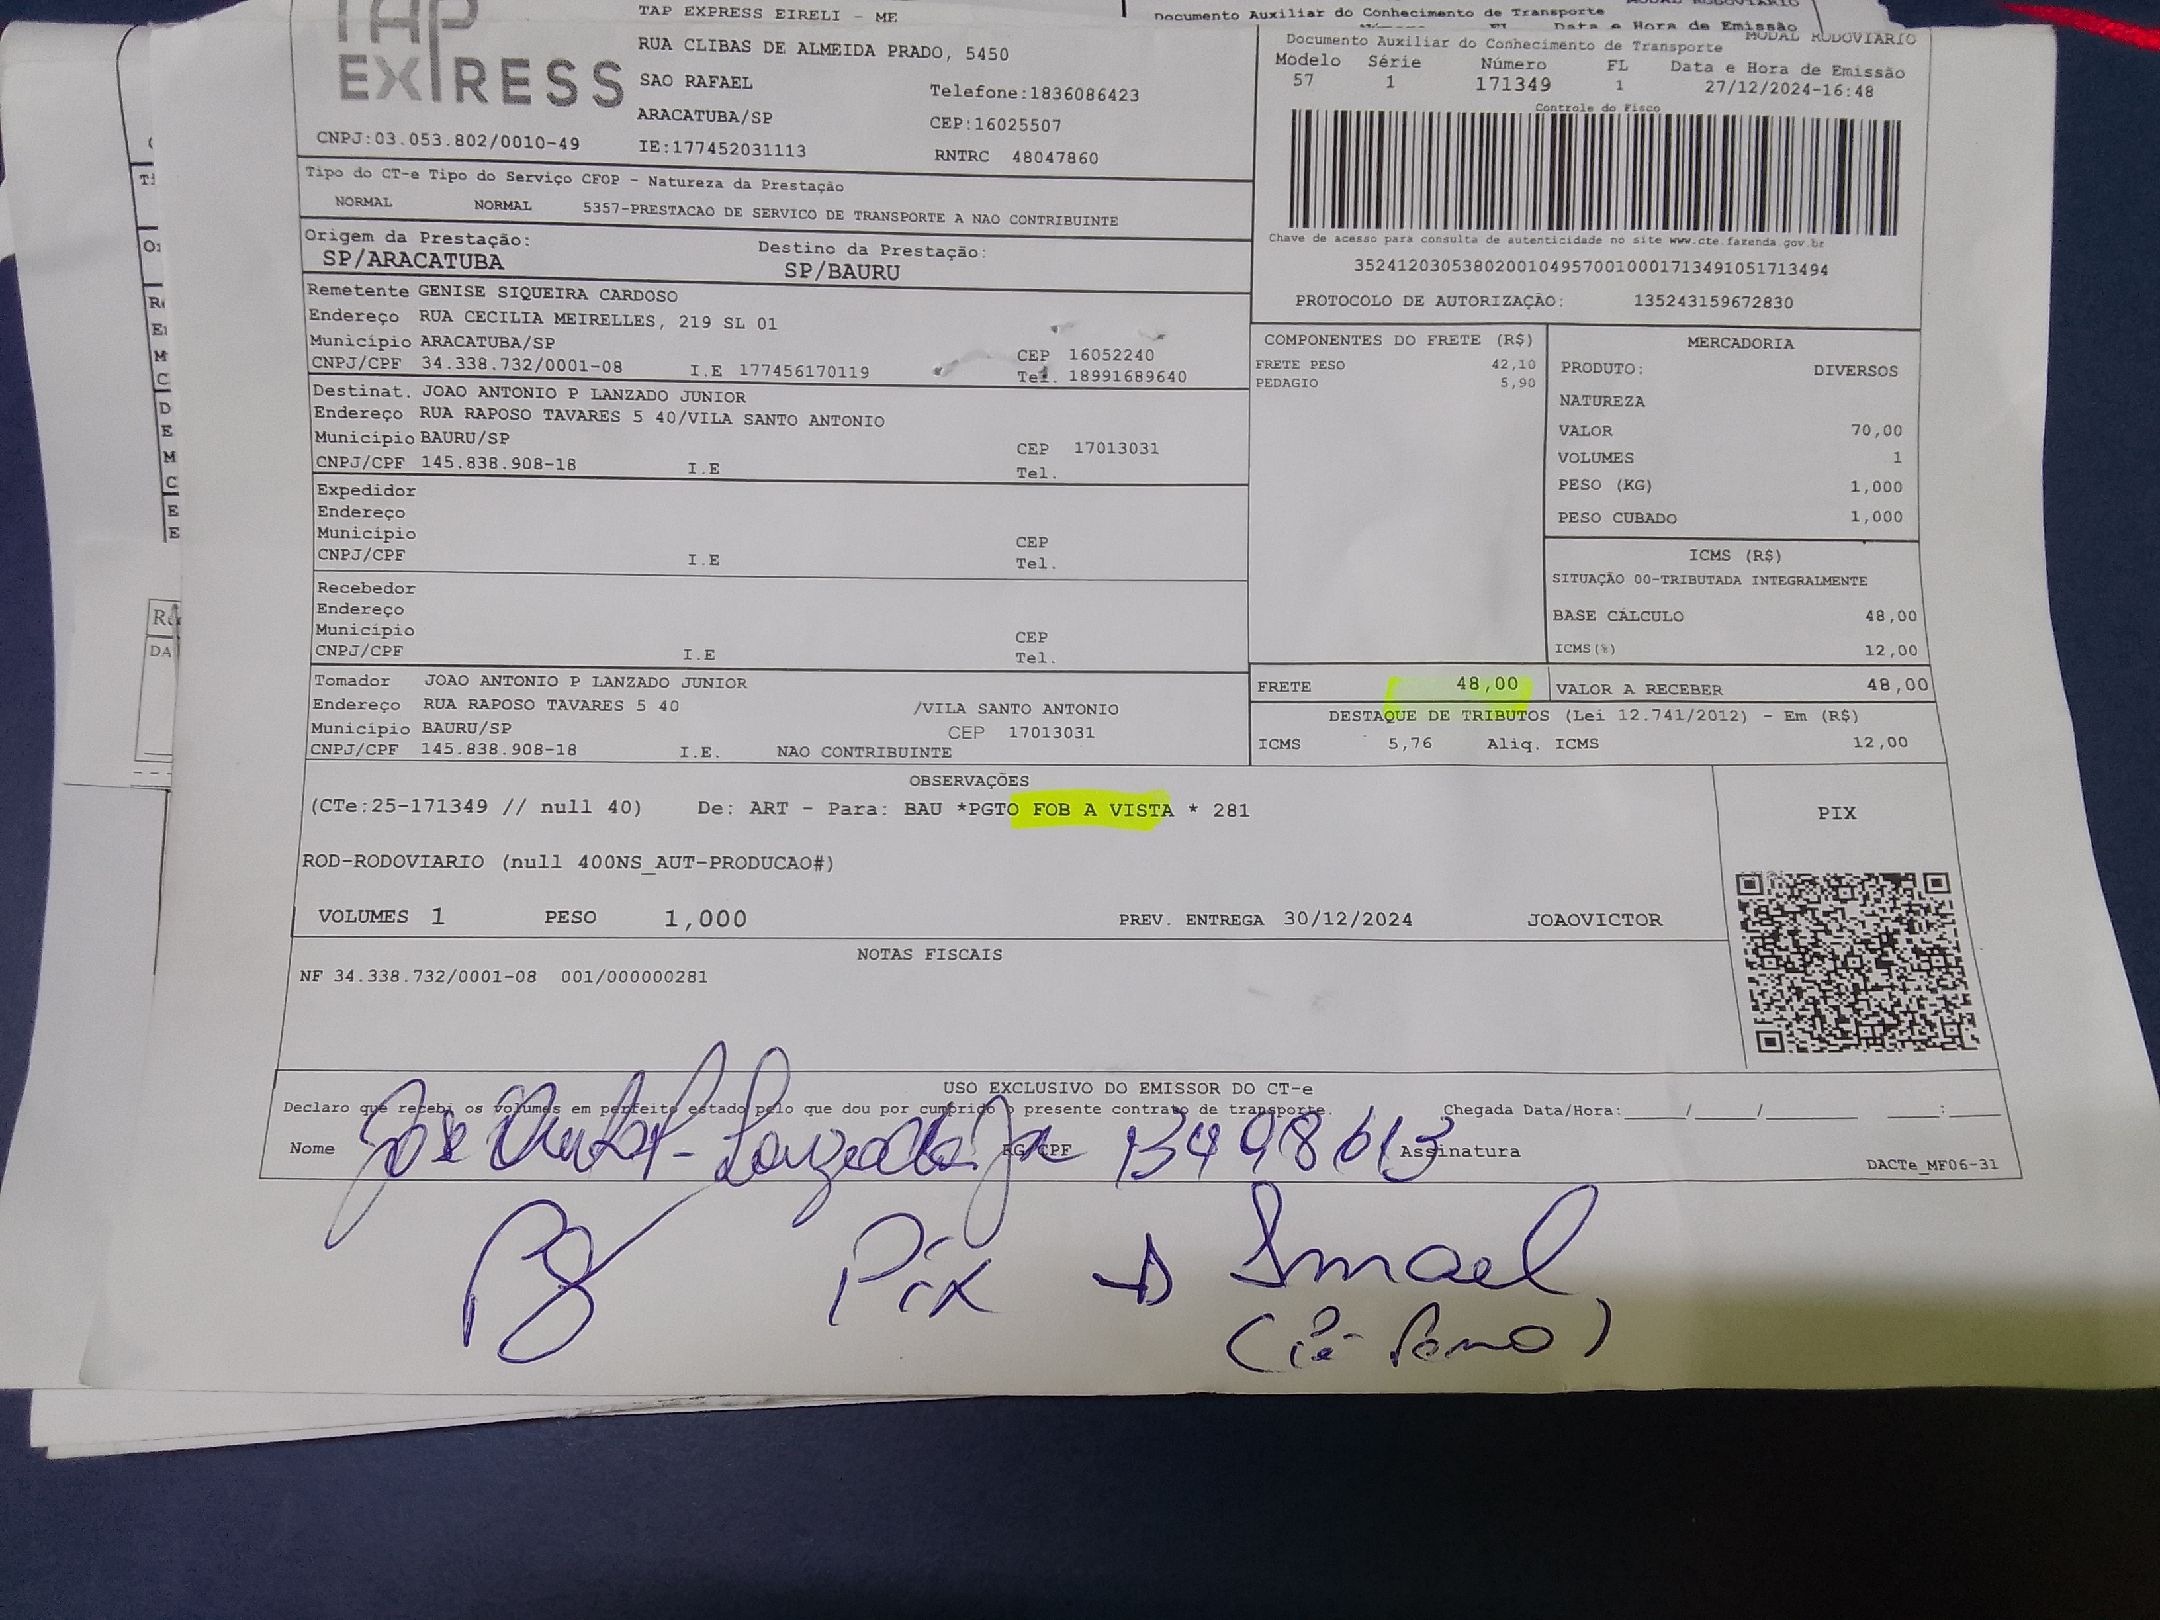 TAP EXPRESS
TAP EXPRESS EIRELI - ME
RUA CLIBAS DE ALMEIDA PRADO, 5450
SAO RAFAEL Telefone:1836086423
ARACATUBA/SP CEP:16025507
CNPJ:03.053.802/0010-49 IE:177452031113 RNTRC 48047860
Documento Auxiliar do Conhecimento de Transporte
Data e Hora de Emissão
Documento Auxiliar do Conhecimento de Transporte MODAL RODOVIARIO
Modelo Série Número FL Data e Hora de Emissão
57 1 171349 1 27/12/2024-16:48
Controle do Fisco
Chave de acesso para consulta de autenticidade no site www.cte.fazenda.gov.br
35241203053802001049570010001713491051713494
PROTOCOLO DE AUTORIZAÇÃO: 135243159672830
Tipo do CT-e Tipo do Serviço CFOP - Natureza da Prestação
NORMAL NORMAL 5357-PRESTACAO DE SERVICO DE TRANSPORTE A NAO CONTRIBUINTE
Origem da Prestação: Destino da Prestação:
SP/ARACATUBA SP/BAURU
Remetente GENISE SIQUEIRA CARDOSO
Endereço RUA CECILIA MEIRELLES, 219 SL 01
Município ARACATUBA/SP CEP 16052240
CNPJ/CPF 34.338.732/0001-08 I.E 177456170119 Tel. 18991689640
Destinat. JOAO ANTONIO P LANZADO JUNIOR
Endereço RUA RAPOSO TAVARES 5 40/VILA SANTO ANTONIO
Município BAURU/SP CEP 17013031
CNPJ/CPF 145.838.908-18 I.E Tel.
Expedidor
Endereço
Município CEP
CNPJ/CPF I.E Tel.
Recebedor
Endereço
Município CEP
CNPJ/CPF I.E Tel.
Tomador JOAO ANTONIO P LANZADO JUNIOR
Endereço RUA RAPOSO TAVARES 5 40 /VILA SANTO ANTONIO
Município BAURU/SP CEP 17013031
CNPJ/CPF 145.838.908-18 I.E. NAO CONTRIBUINTE
COMPONENTES DO FRETE (R$)
FRETE PESO 42,10
PEDAGIO 5,90
MERCADORIA
PRODUTO: DIVERSOS
NATUREZA
VALOR 70,00
VOLUMES 1
PESO (KG) 1,000
PESO CUBADO 1,000
ICMS (R$)
SITUAÇÃO 00-TRIBUTADA INTEGRALMENTE
BASE CÁLCULO 48,00
ICMS(%) 12,00
FRETE 48,00 VALOR A RECEBER 48,00
DESTAQUE DE TRIBUTOS (Lei 12.741/2012) - Em (R$)
ICMS 5,76 Aliq. ICMS 12,00
OBSERVAÇÕES
(CTe:25-171349 // null 40) De: ART - Para: BAU *PGTO FOB A VISTA * 281
ROD-RODOVIARIO (null 400NS_AUT-PRODUCAO#)
VOLUMES 1 PESO 1,000 PREV. ENTREGA 30/12/2024 JOAOVICTOR
PIX
NOTAS FISCAIS
NF 34.338.732/0001-08 001/000000281
USO EXCLUSIVO DO EMISSOR DO CT-e
Declaro que recebi os volumes em perfeito estado pelo que dou por cumprido o presente contrato de transporte. Chegada Data/Hora:____/____/______ ____:____
Nome RG/CPF 13498613 Assinatura
DACTe_MF06-31
Pix → Ismael